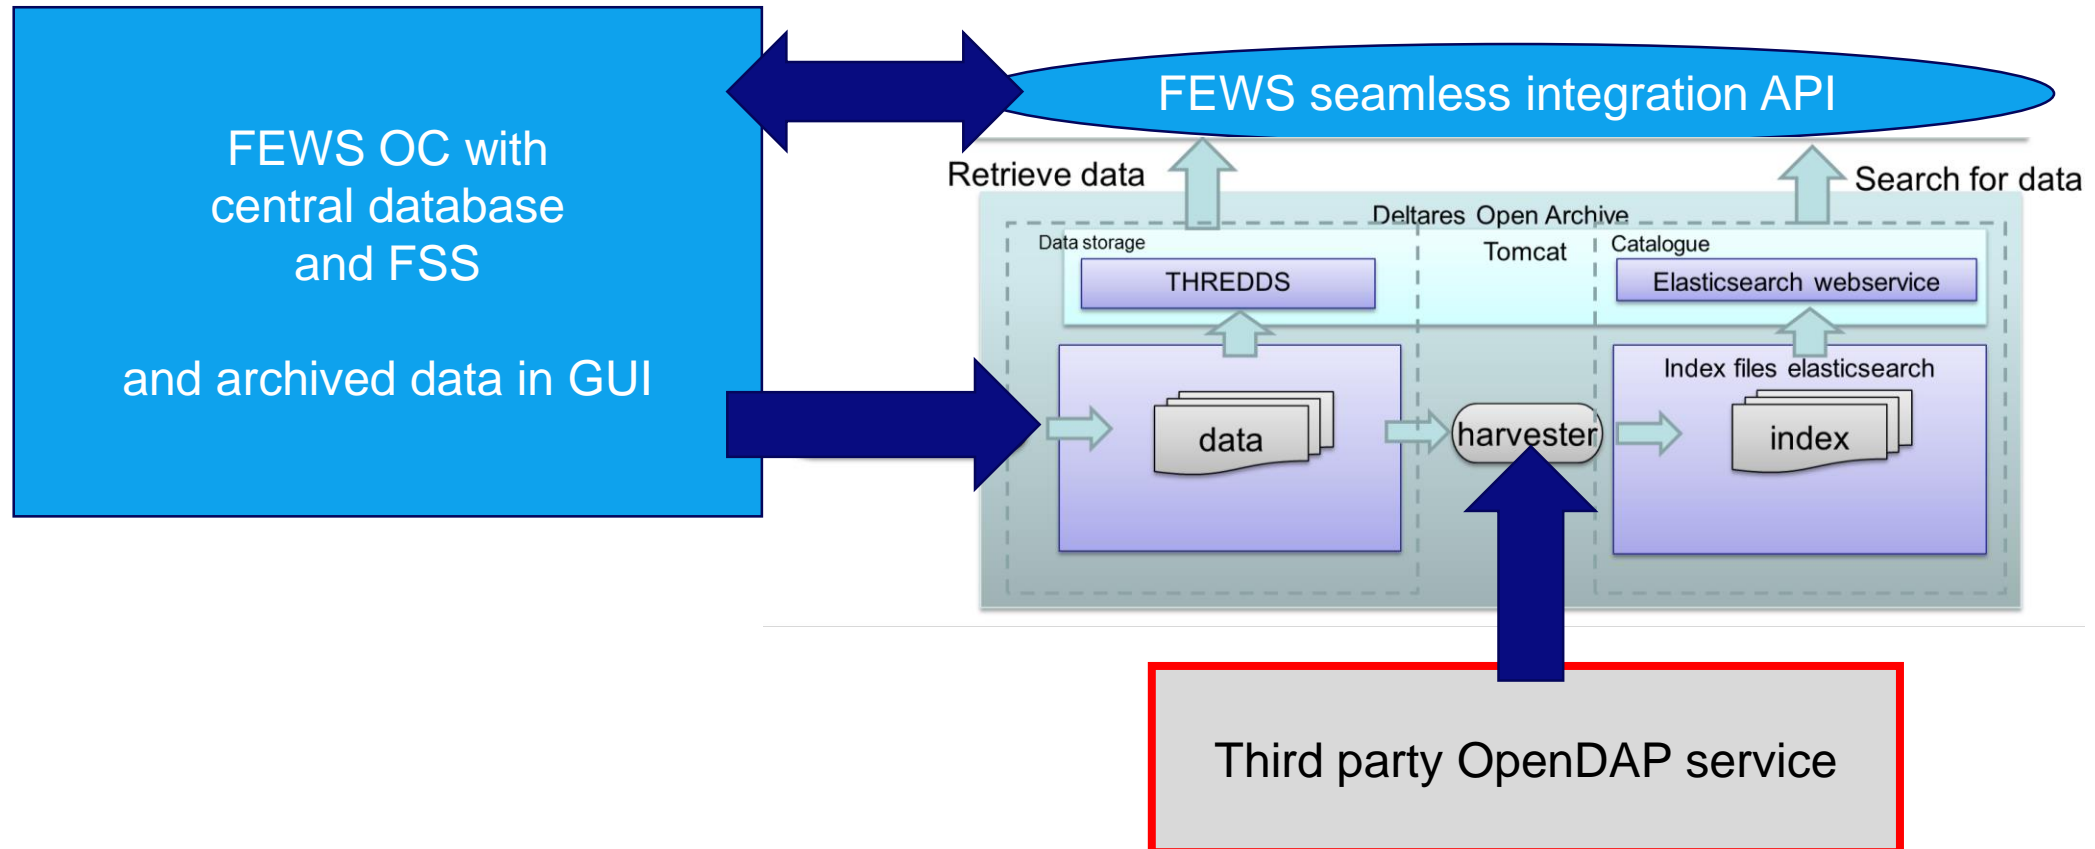 FEWS OC with
central database
and FSS
and archived data in GUI
FEWS seamless integration API
Retrieve data
Search for data
Deltares Open Archive
Data storage
Tomcat
Catalogue
THREDDS
Elasticsearch webservice
Index files elasticsearch
data
harvester
index
Third party OpenDAP service